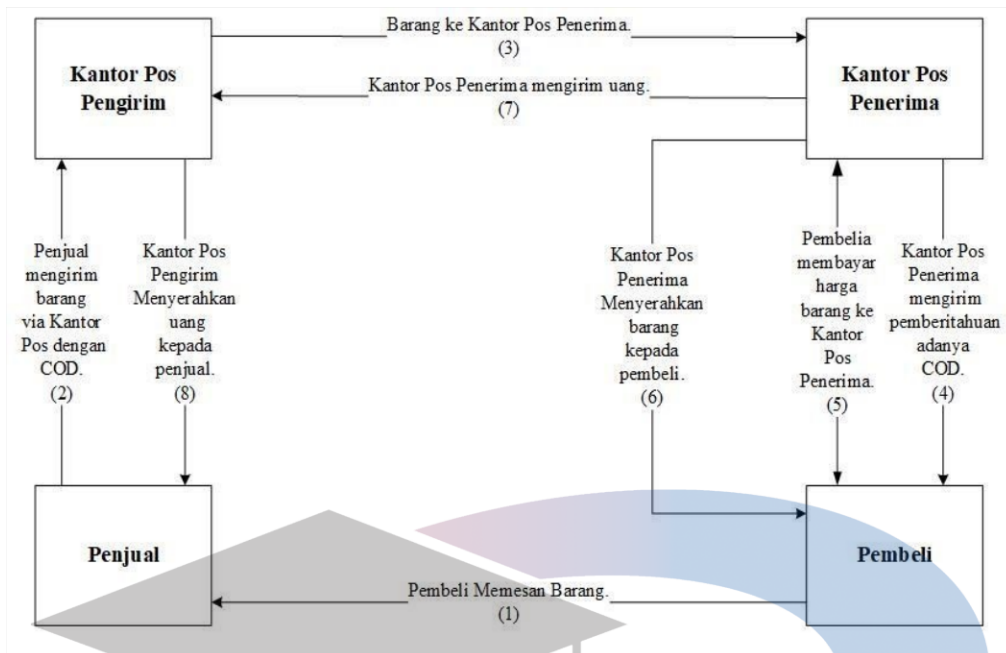 Barang ke Kantor Pos Penerima.
(3)
Kantor Pos
Pengirim
Kantor Pos
Penerima
Kantor Pos Penerima mengirim uang.
(7)
Penjual
mengirim
barang
via Kantor
Pos dengan
COD.
(2)
Kantor Pos
Pengirim
Menyerahkan
uang
kepada
penjual.
(8)
Kantor Pos
Penerima
Menyerahkan
barang
kepada
pembeli.
(6)
Pembelia
membayar
harga
barang ke
Kantor
Pos
Penerima.
(5)
Kantor Pos
Penerima
mengirim
pemberitahuan
adanya
COD.
(4)
Penjual
Pembeli
Pembeli Memesan Barang.
(1)